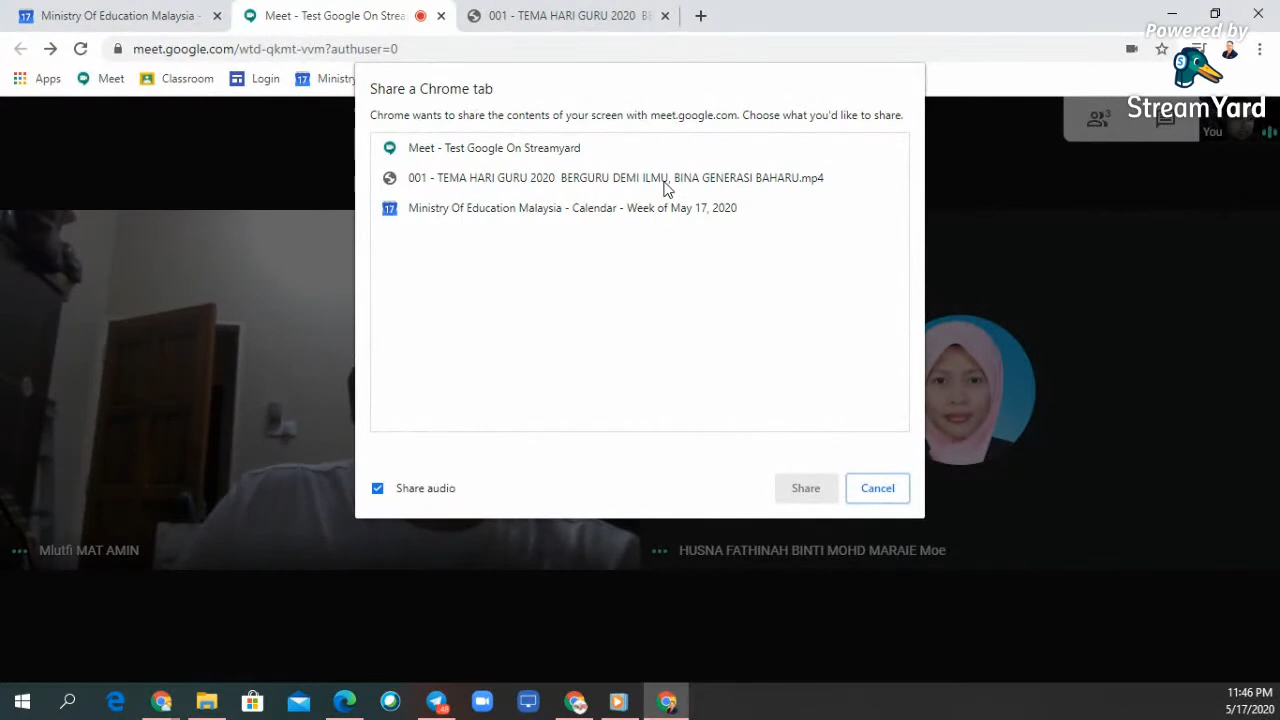 Ministry Of Education Malaysia -
Meet - Test Google On Strea
001 - TEMA HARI GURU 2020 BE
Powered by
StreamYard
meet.google.com/wtd-qkmt-vvm?authuser=0
Apps
Meet
Classroom
Login
17
Ministry
Share a Chrome tab
Chrome wants to share the contents of your screen with meet.google.com. Choose what you'd like to share.
Meet - Test Google On Streamyard
001 - TEMA HARI GURU 2020 BERGURU DEMI ILMU, BINA GENERASI BAHARU.mp4
17
Ministry Of Education Malaysia - Calendar - Week of May 17, 2020
3
You
Share audio
Share
Cancel
Mlutfi MAT AMIN
HUSNA FATHINAH BINTI MOHD MARAIE Moe
11:46 PM
5/17/2020